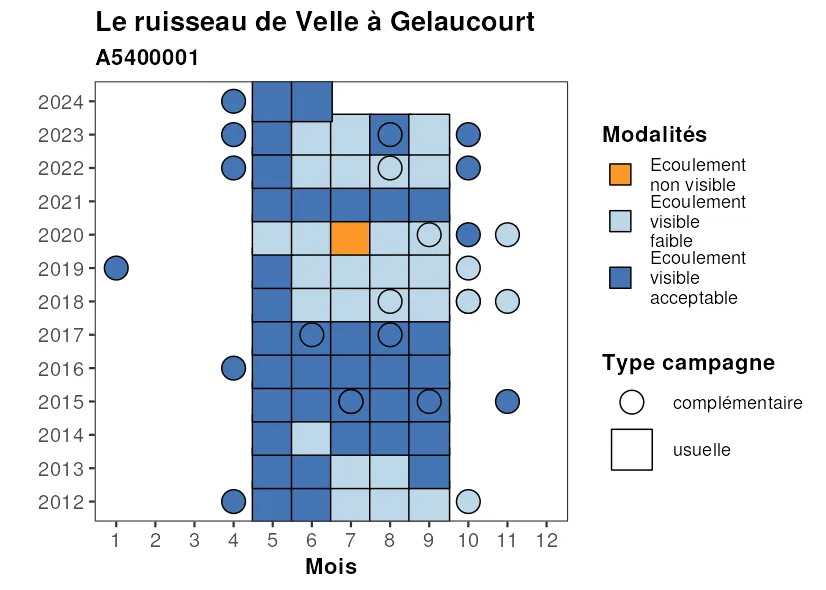 Le ruisseau de Velle à Gelaucourt
A5400001
2024
2023
2022
2021
2020
2019
2018
2017
2016
2015
2014
2013
2012
1 2 3 4 5 6 7 8 9 10 11 12
Mois
Modalités
Ecoulement
non visible
Ecoulement
visible
faible
Ecoulement
visible
acceptable
Type campagne
complémentaire
usuelle